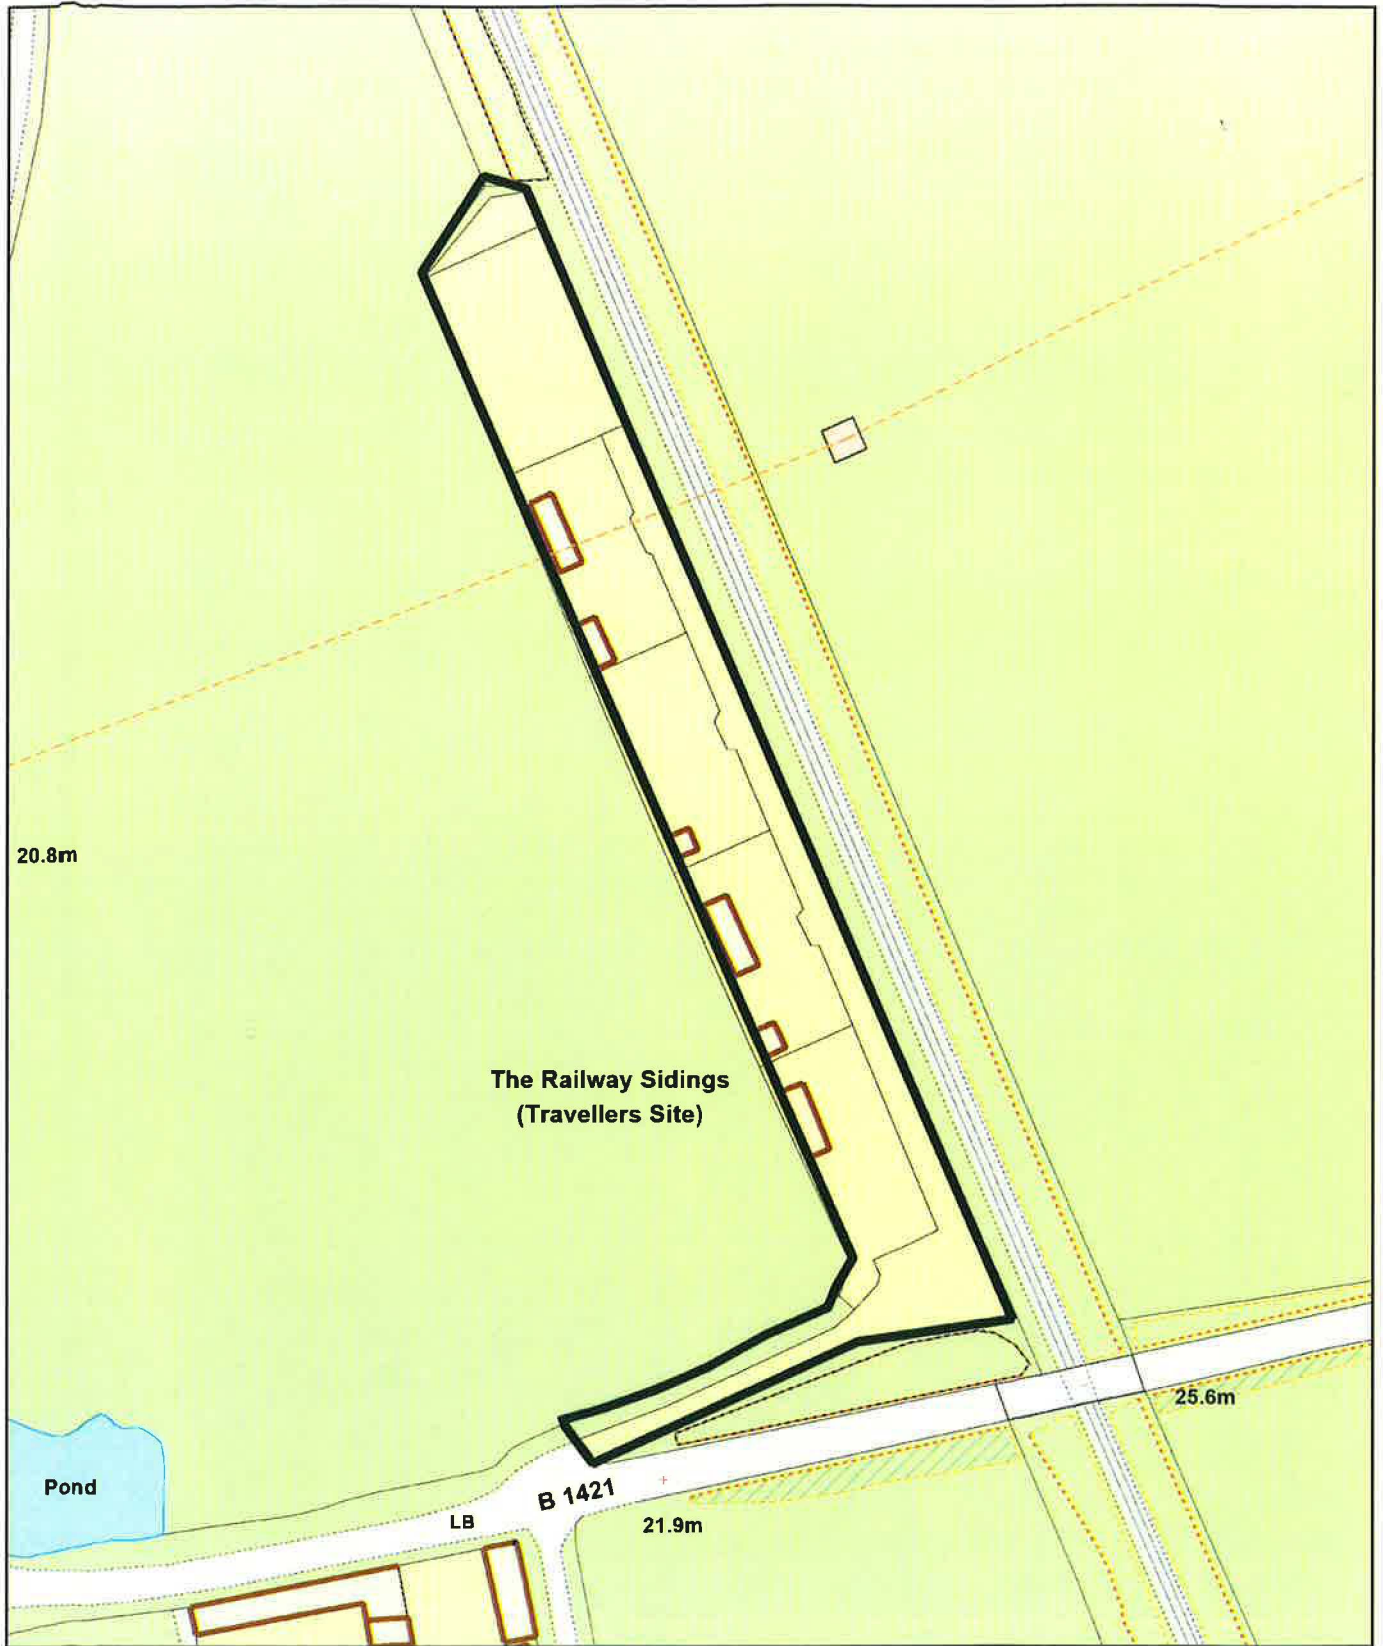 20.8m
The Railway Sidings
(Travellers Site)
25.6m
Pond
B 1421
LB
21.9m